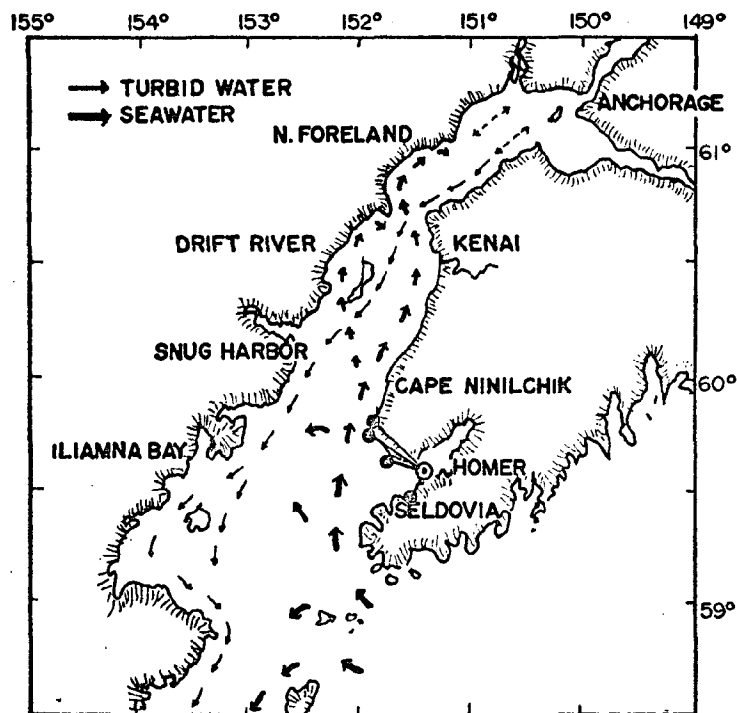 155° 154° 153° 152° 151° 150° 149°
TURBID WATER
SEAWATER
ANCHORAGE
N. FORELAND
61°
DRIFT RIVER
KENAI
SNUG HARBOR
60°
CAPE NINILCHIK
ILIAMNA BAY
HOMER
SELDOVIA
59°